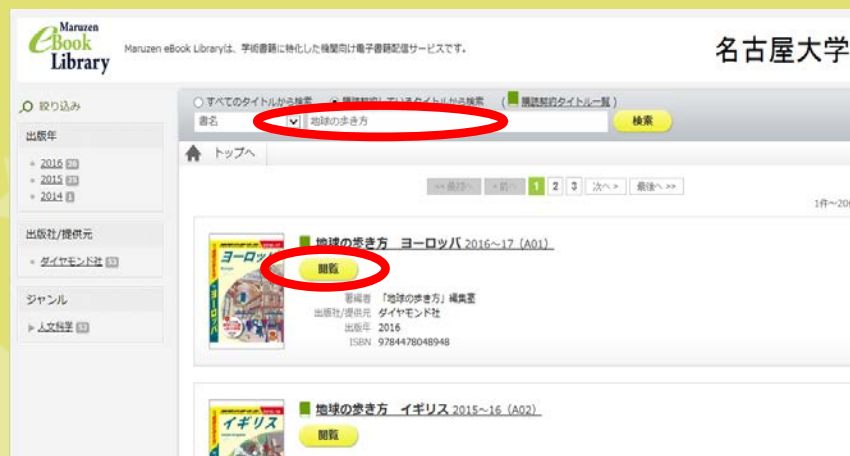 Maruzen
eBook
Library
Maruzen eBook Libraryは、学術書籍に特化した機関向け電子書籍配信サービスです。
名古屋大学
絞り込み
出版年
2016 20
2015
2014
出版社/提供元
ダイヤモンド社 53
ジャンル
人文科学 53
すべてのタイトルから検索 購読契約しているタイトルから検索 ( 購読契約タイトル一覧 )
書名 地球の歩き方 検索
トップへ
<< 最初へ < 前へ 1 2 3 次へ > 最後へ >>
1件～20
地球の歩き方 ヨーロッパ 2016～17 (A01)
閲覧
ヨーロッパ
著編者 「地球の歩き方」編集室
出版社/提供元 ダイヤモンド社
出版年 2016
ISBN 9784478048948
地球の歩き方 イギリス 2015～16 (A02)
閲覧
イギリス